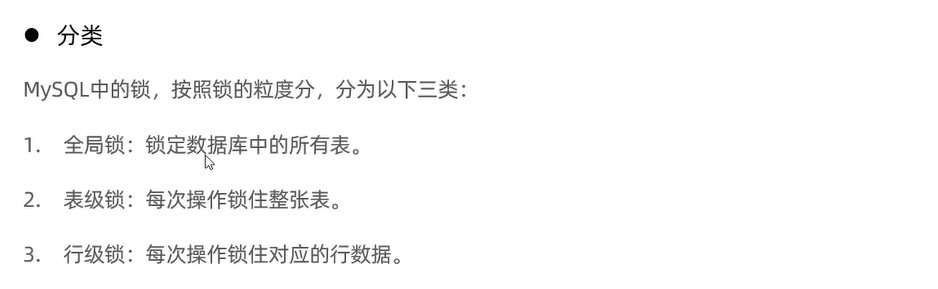 ● 分类
MySQL中的锁，按照锁的粒度分，分为以下三类：
1. 全局锁：锁定数据库中的所有表。
2. 表级锁：每次操作锁住整张表。
3. 行级锁：每次操作锁住对应的行数据。